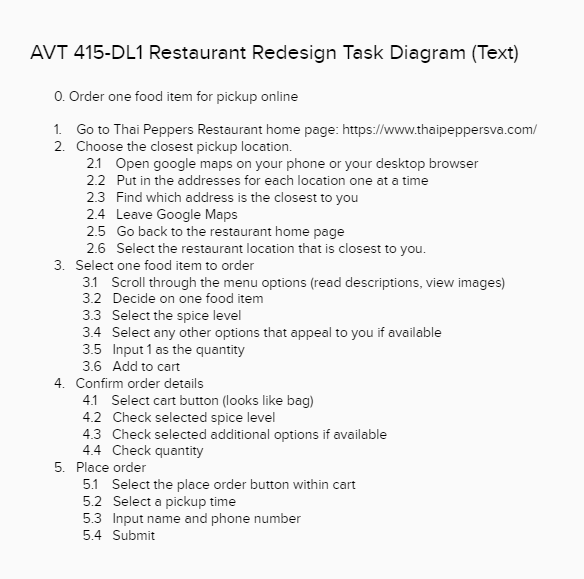 AVT 415-DL1 Restaurant Redesign Task Diagram (Text)
0. Order one food item for pickup online
1. Go to Thai Peppers Restaurant home page: https://www.thaipeppersva.com/
2. Choose the closest pickup location.
2.1 Open google maps on your phone or your desktop browser
2.2 Put in the addresses for each location one at a time
2.3 Find which address is the closest to you
2.4 Leave Google Maps
2.5 Go back to the restaurant home page
2.6 Select the restaurant location that is closest to you.
3. Select one food item to order
3.1 Scroll through the menu options (read descriptions, view images)
3.2 Decide on one food item
3.3 Select the spice level
3.4 Select any other options that appeal to you if available
3.5 Input 1 as the quantity
3.6 Add to cart
4. Confirm order details
4.1 Select cart button (looks like bag)
4.2 Check selected spice level
4.3 Check selected additional options if available
4.4 Check quantity
5. Place order
5.1 Select the place order button within cart
5.2 Select a pickup time
5.3 Input name and phone number
5.4 Submit